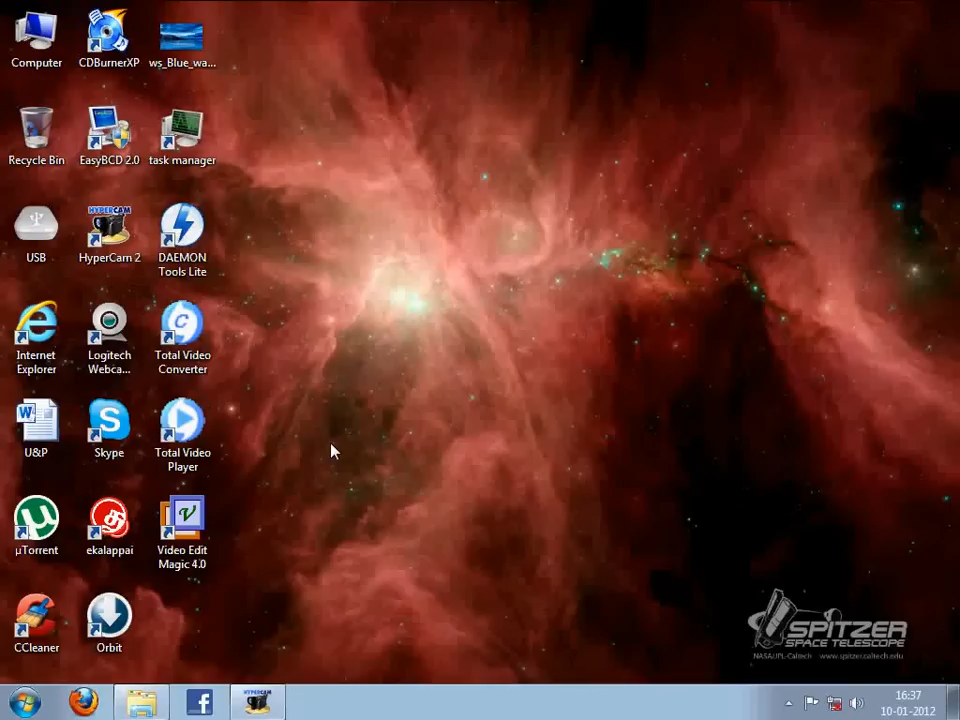 Computer
CDBurnerXP
ws_Blue_wa...
Recycle Bin
EasyBCD 2.0
task manager
USB
HYPERCAM
HyperCam 2
DAEMON
Tools Lite
Internet
Explorer
Logitech
Webca...
Total Video
Converter
U&P
Skype
Total Video
Player
µTorrent
ekalappai
Video Edit
Magic 4.0
CCleaner
Orbit
SPITZER
SPACE TELESCOPE
NASA/JPL-Caltech www.spitzer.caltech.edu
HYPERCAM
16:37
10-01-2012